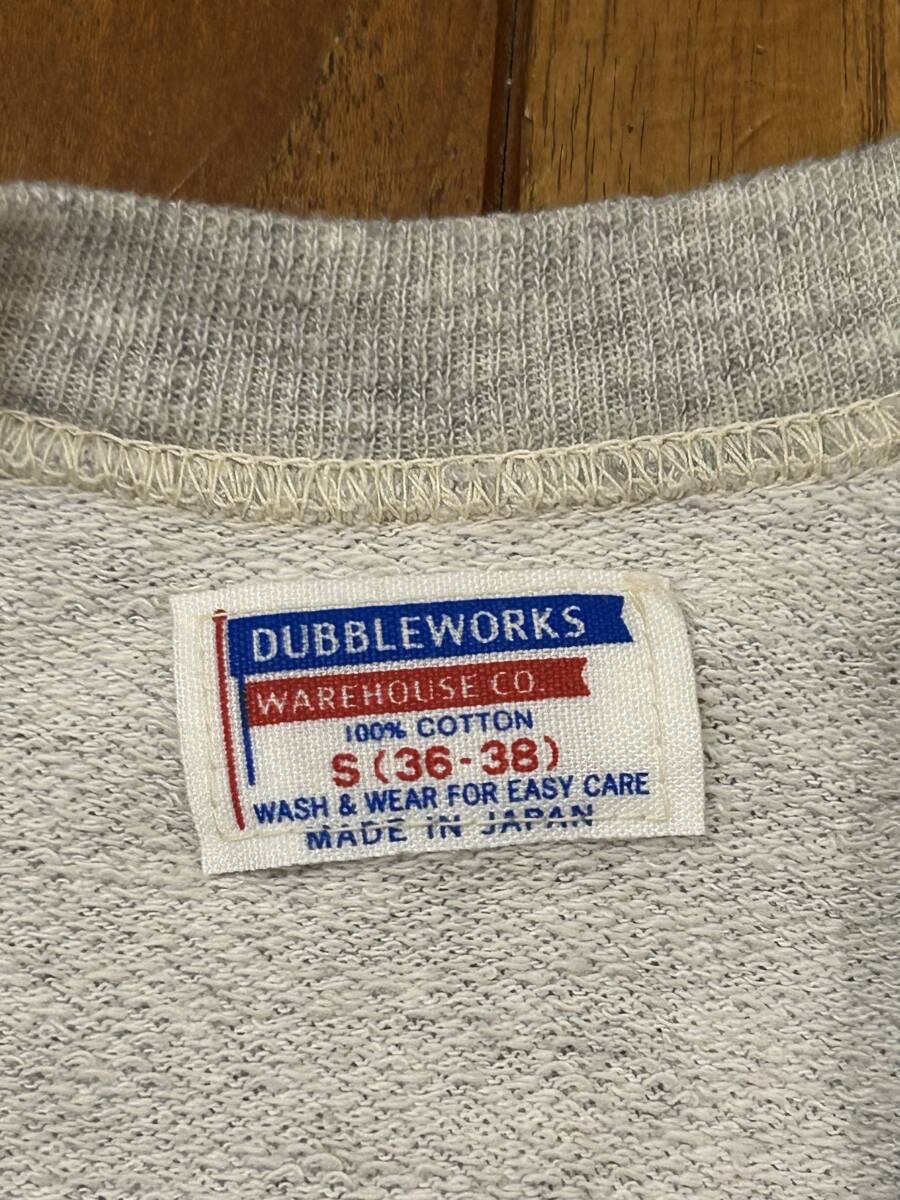 DUBBLEWORKS
WAREHOUSE CO.
100% COTTON
S (36-38)
WASH & WEAR FOR EASY CARE
MADE IN JAPAN